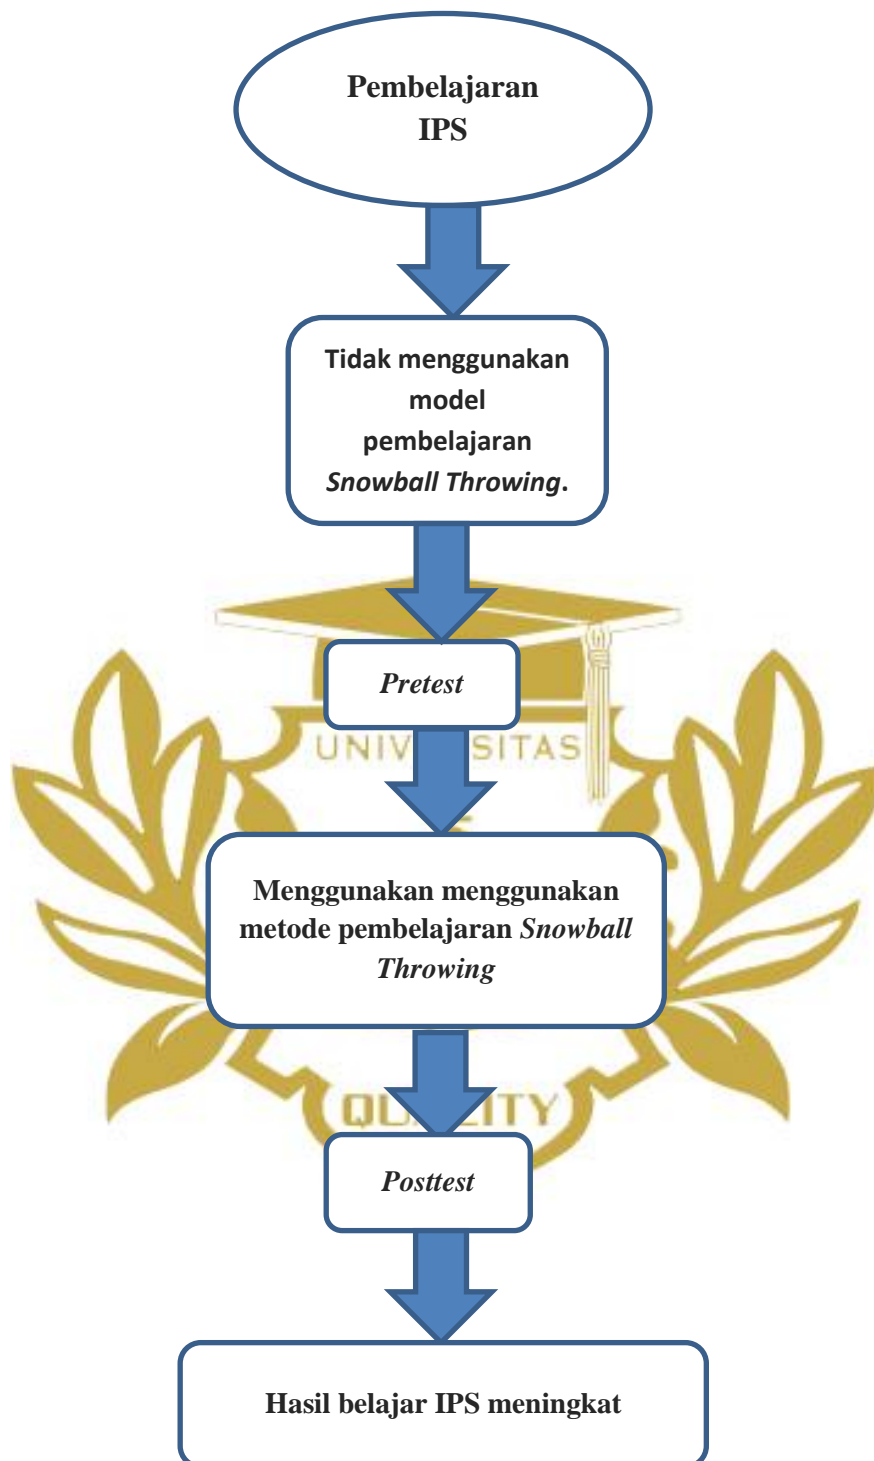 Pembelajaran
IPS
Tidak menggunakan
model
pembelajaran
Snowball Throwing.
Pretest
UNIV SITAS
Menggunakan menggunakan
metode pembelajaran Snowball
Throwing
QU ITY
Posttest
Hasil belajar IPS meningkat